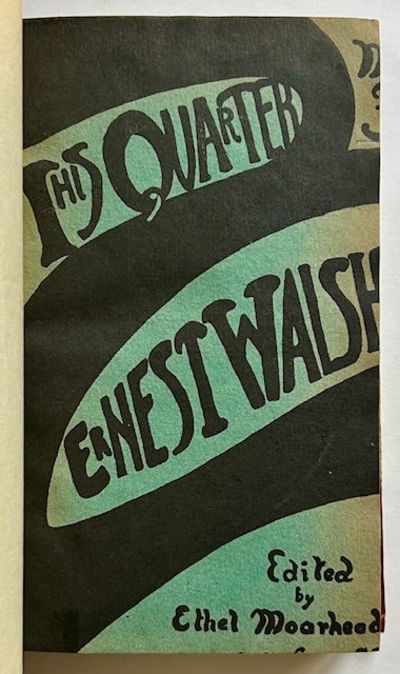 THIS QUARTER
ERNEST WALSH
Edited
by
Ethel Moorhead